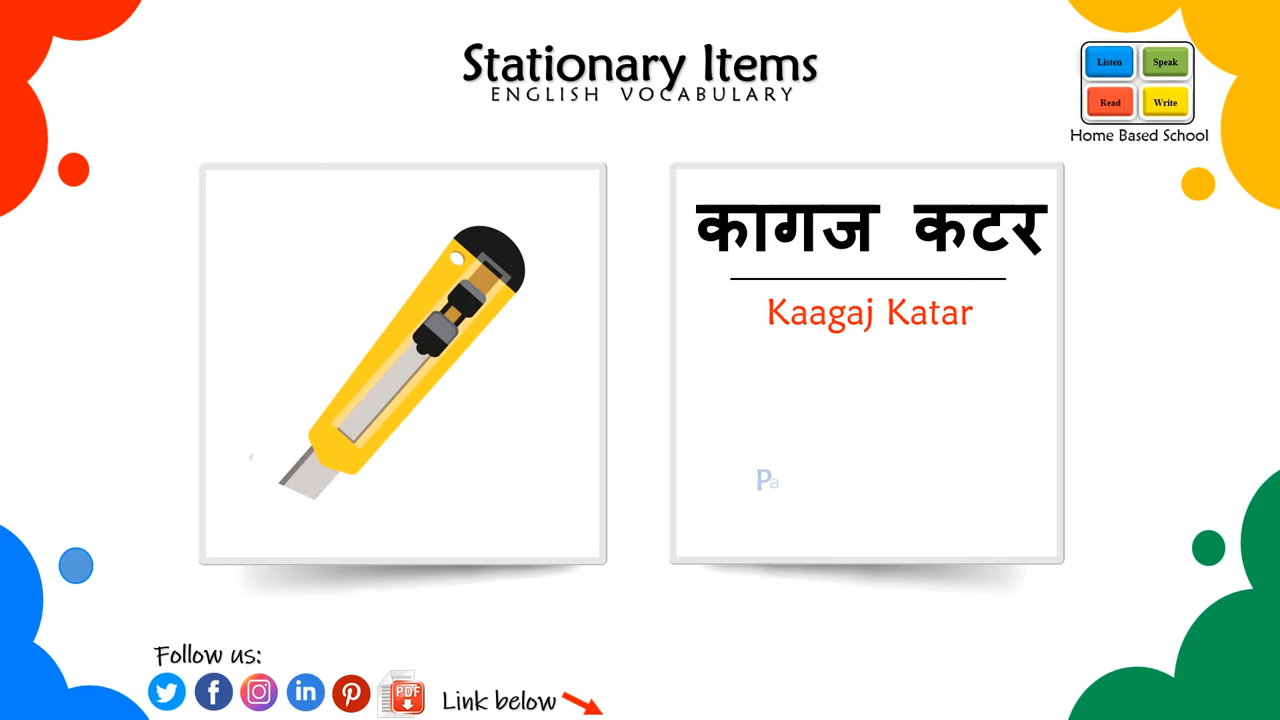 Stationary Items
ENGLISH VOCABULARY
Listen
Speak
Read
Write
Home Based School
कागज कटर
Kaagaj Katar
Pa
Follow us:
PDF
Link below